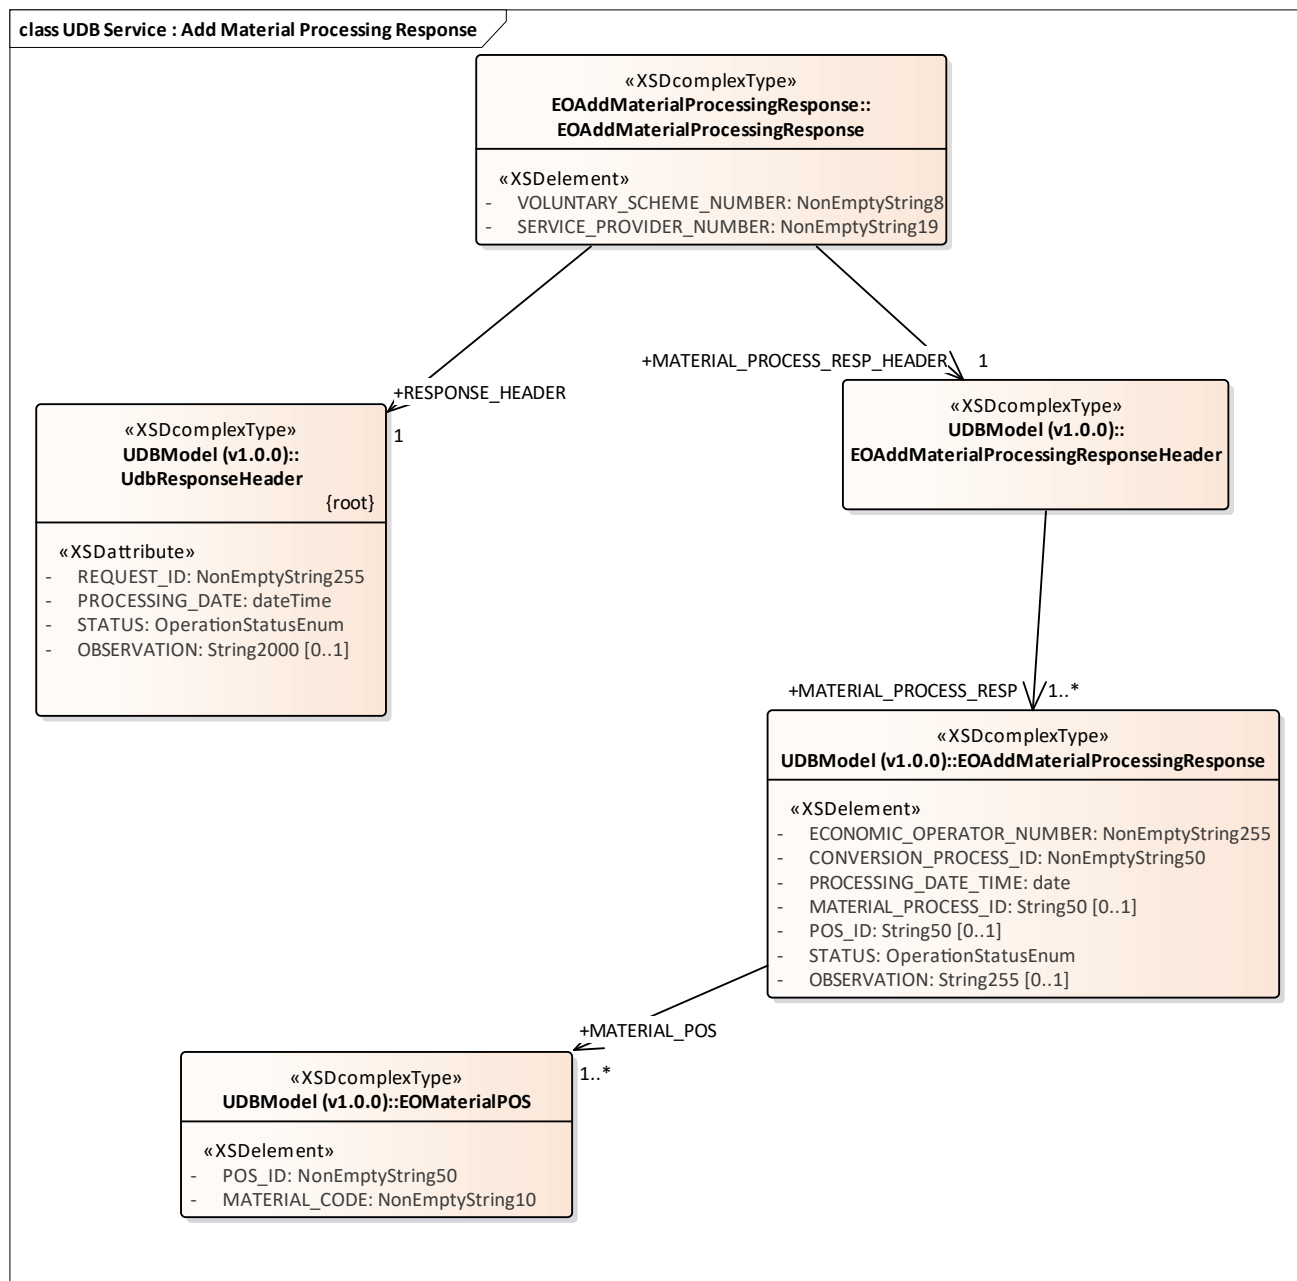 class UDB Service : Add Material Processing Response
«XSDcomplexType»
EOAddMaterialProcessingResponse::
EOAddMaterialProcessingResponse
«XSDelement»
- VOLUNTARY_SCHEME_NUMBER: NonEmptyString8
- SERVICE_PROVIDER_NUMBER: NonEmptyString19
+MATERIAL_PROCESS_RESP_HEADER 1
+RESPONSE_HEADER
1
«XSDcomplexType»
UDBModel (v1.0.0)::
EOAddMaterialProcessingResponseHeader
«XSDcomplexType»
UDBModel (v1.0.0)::
UdbResponseHeader
{root}
«XSDattribute»
- REQUEST_ID: NonEmptyString255
- PROCESSING_DATE: dateTime
- STATUS: OperationStatusEnum
- OBSERVATION: String2000 [0..1]
+MATERIAL_PROCESS_RESP 1..*
«XSDcomplexType»
UDBModel (v1.0.0)::EOAddMaterialProcessingResponse
«XSDelement»
- ECONOMIC_OPERATOR_NUMBER: NonEmptyString255
- CONVERSION_PROCESS_ID: NonEmptyString50
- PROCESSING_DATE_TIME: date
- MATERIAL_PROCESS_ID: String50 [0..1]
- POS_ID: String50 [0..1]
- STATUS: OperationStatusEnum
- OBSERVATION: String255 [0..1]
+MATERIAL_POS
1..*
«XSDcomplexType»
UDBModel (v1.0.0)::EOMaterialPOS
«XSDelement»
- POS_ID: NonEmptyString50
- MATERIAL_CODE: NonEmptyString10